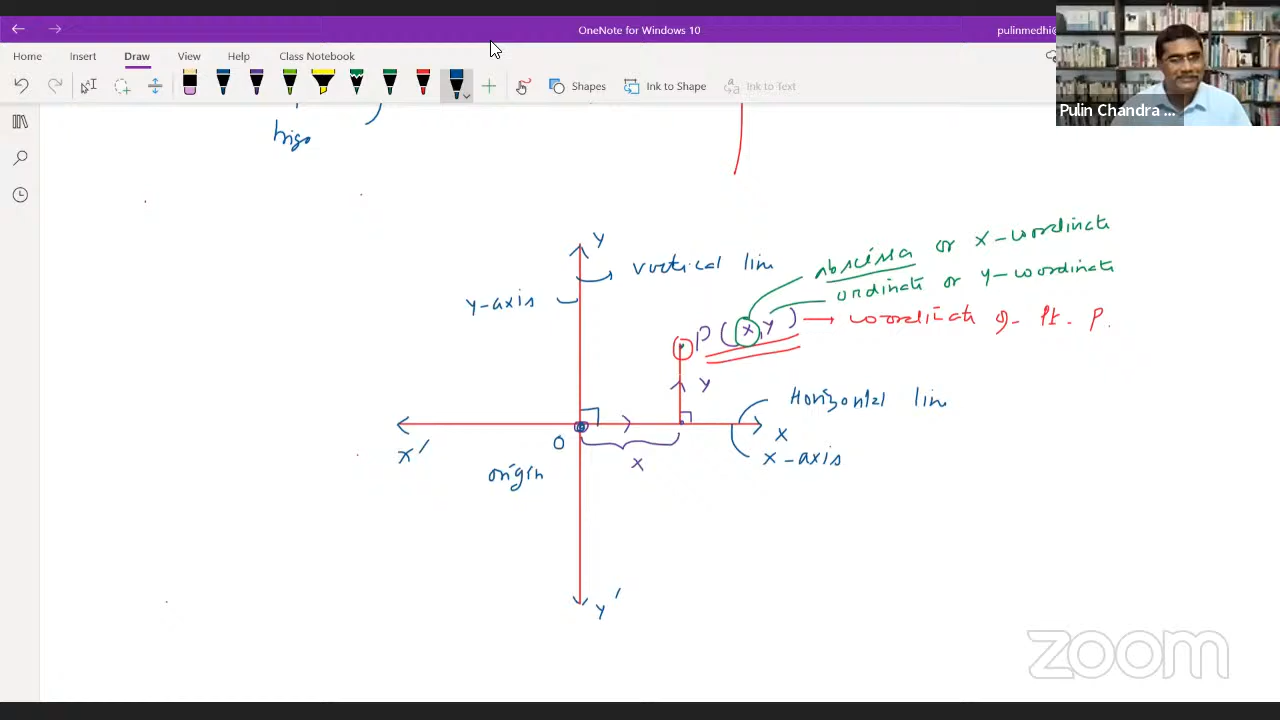 OneNote for Windows 10
pulinmedhi@
Home Insert Draw View Help Class Notebook
Shapes Ink to Shape Ink to Text
Pulin Chandra ...
Y
vertical line
y-axis
abscissa or x-coordinate
ordinate or y-coordinate
P (x, y) → coordinate of Pt. P.
y
Horizontal line
X
x-axis
X'
O
origin
x
Y'
zoom